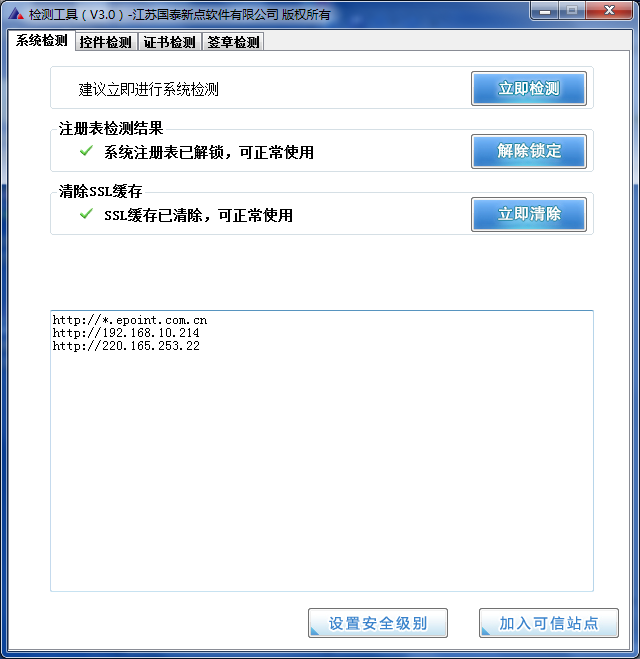 检测工具（V3.0）-江苏国泰新点软件有限公司 版权所有
系统检测 控件检测 证书检测 签章检测
建议立即进行系统检测 立即检测
注册表检测结果
系统注册表已解锁，可正常使用 解除锁定
清除SSL缓存
SSL缓存已清除，可正常使用 立即清除
http://*.epoint.com.cn
http://192.168.10.214
http://220.165.253.22
设置安全级别 加入可信站点